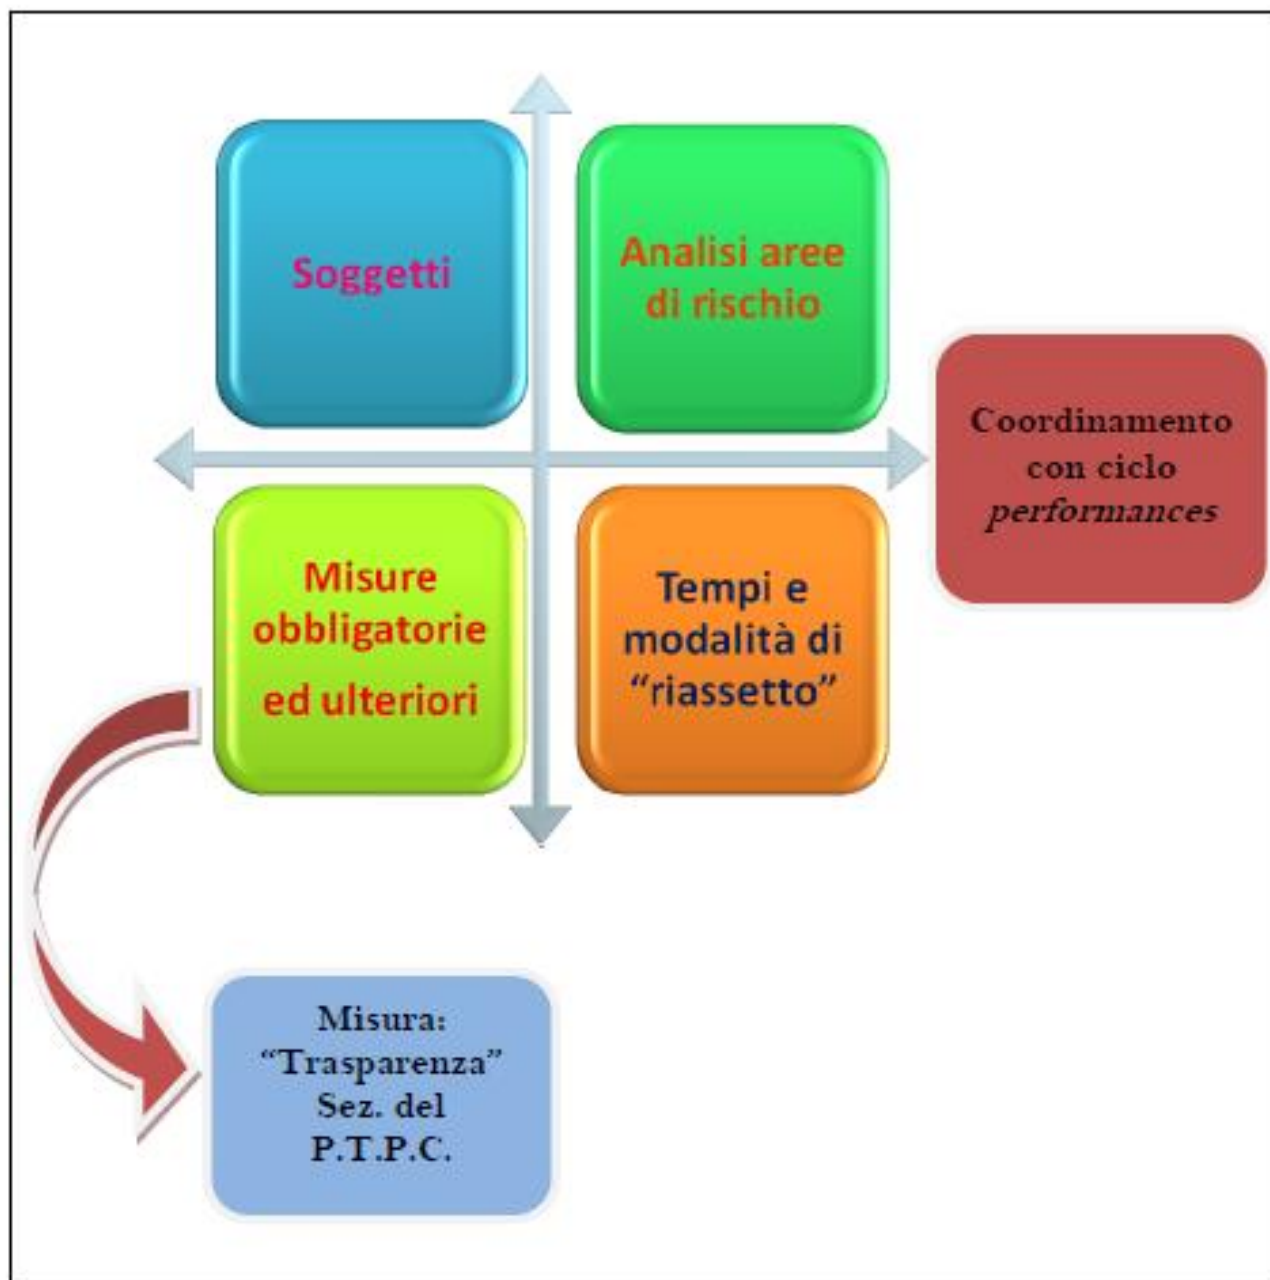 Soggetti
Analisi aree
di rischio
Coordinamento
con ciclo
performances
Misure
obbligatorie
ed ulteriori
Tempi e
modalità di
“riassetto”
Misura:
“Trasparenza”
Sez. del
P.T.P.C.